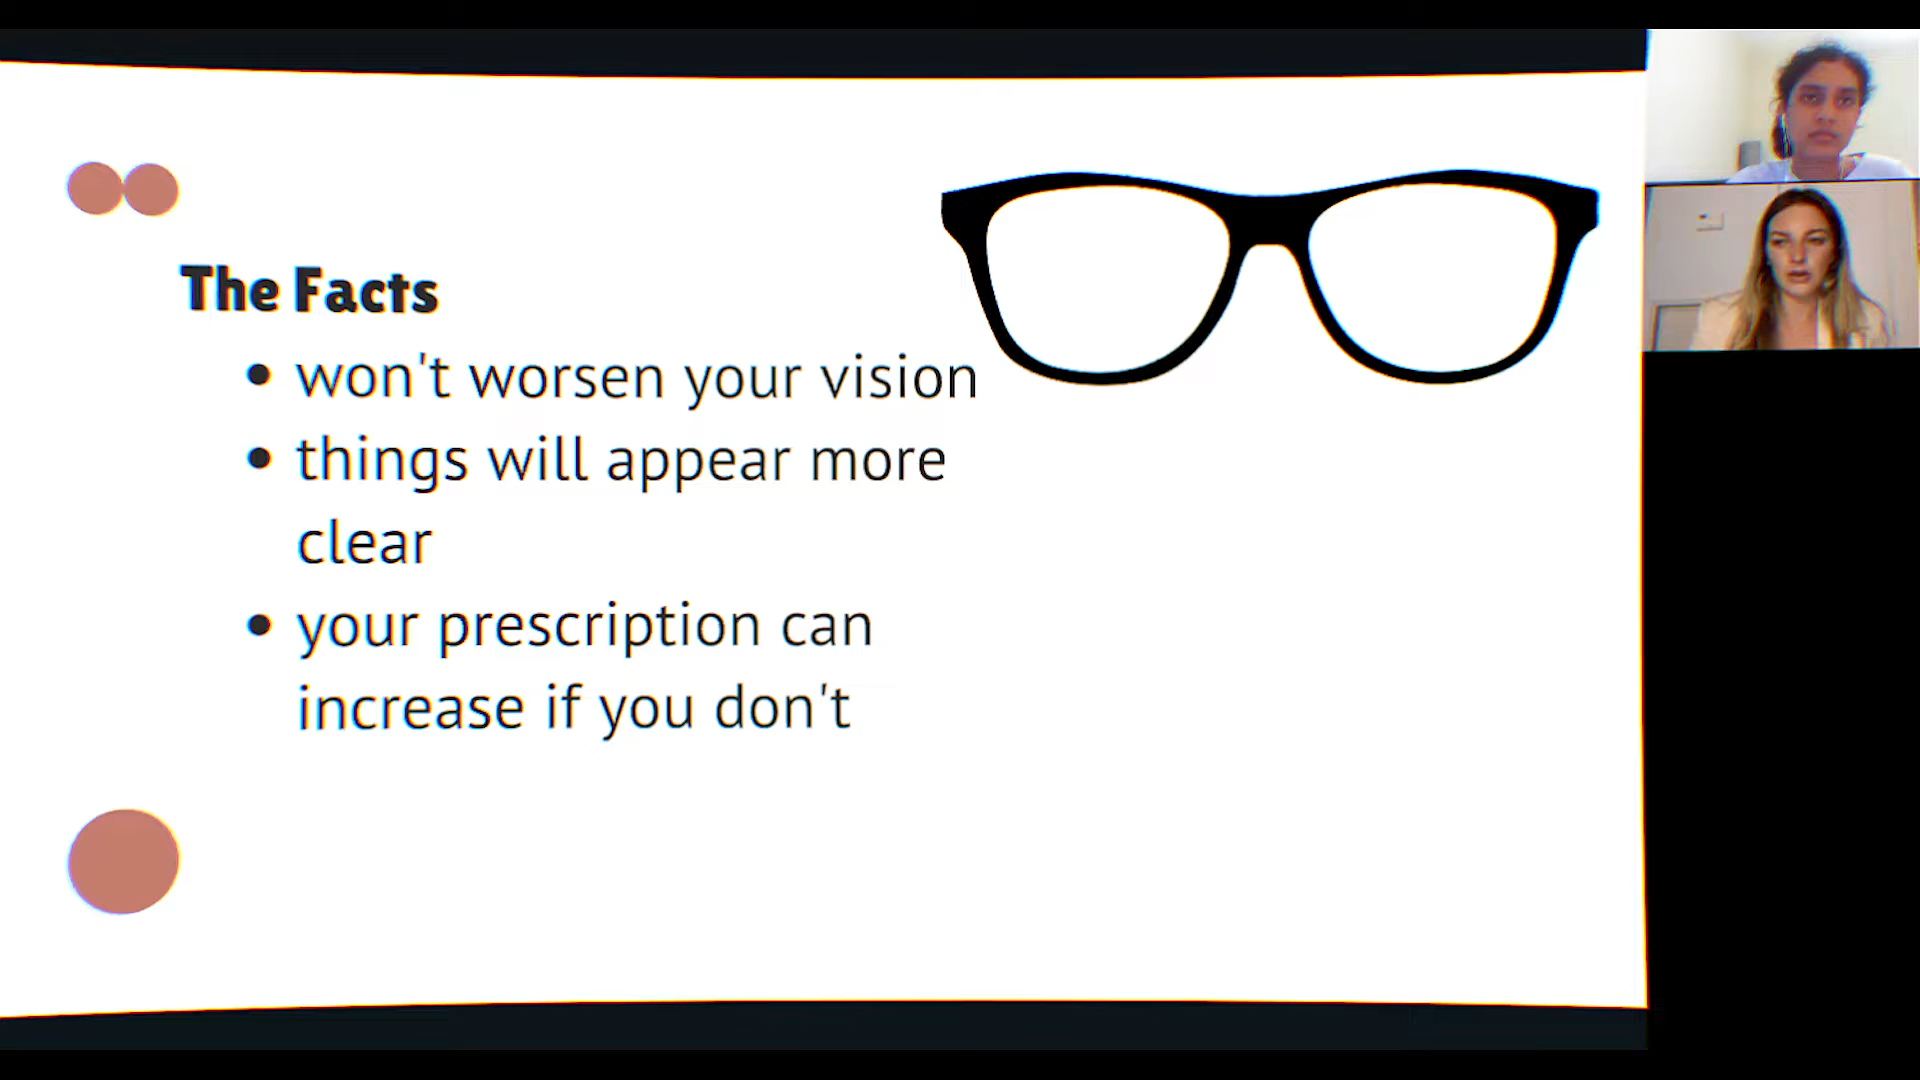 The Facts
• won't worsen your vision
• things will appear more
clear
• your prescription can
increase if you don't